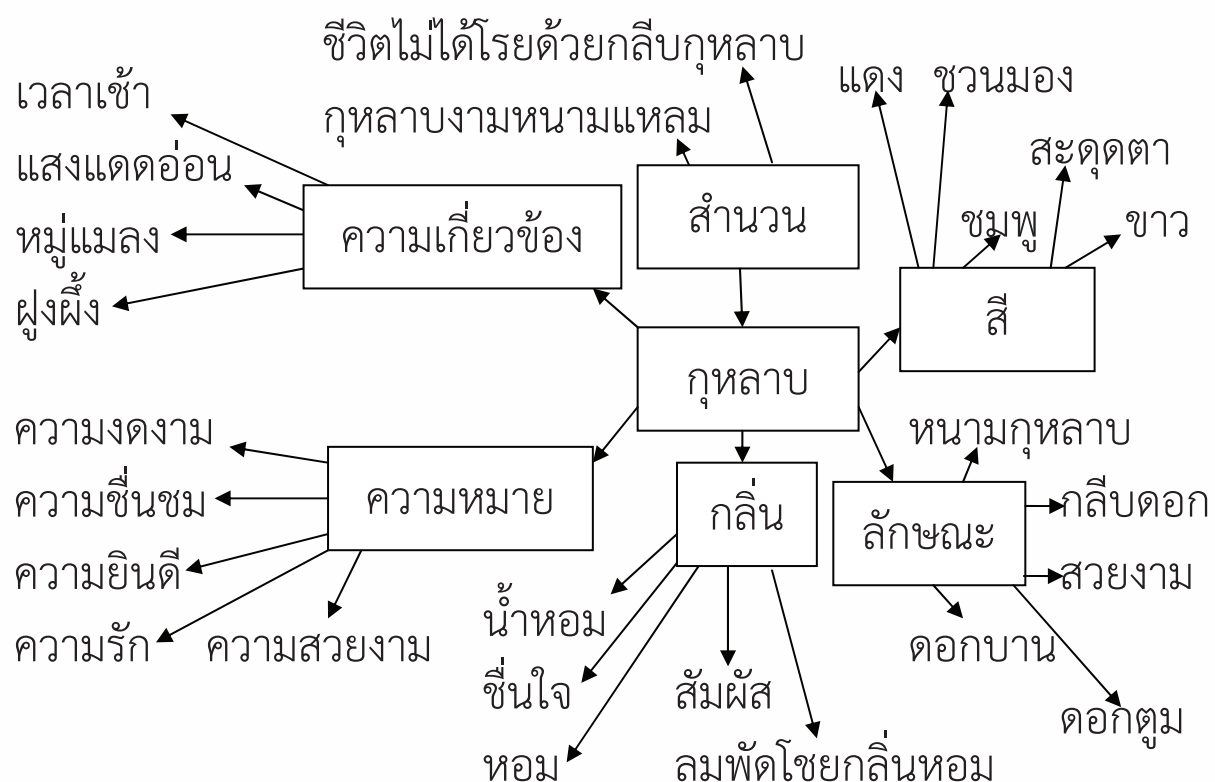 ชีวิตไม่ได้โรยด้วยกลีบกุหลาบ
กุหลาบงามหนามแหลม
สำนวน
เวลาเช้า
แสงแดดอ่อน
หมู่แมลง
ฝูงผึ้ง
ความเกี่ยวข้อง
แดง
ชวนมอง
สะดุดตา
ชมพู
ขาว
สี
กุหลาบ
ความงดงาม
ความชื่นชม
ความยินดี
ความรัก
ความสวยงาม
ความหมาย
กลิ่น
น้ำหอม
ชื่นใจ
หอม
สัมผัส
ลมพัดโชยกลิ่นหอม
หนามกุหลาบ
กลีบดอก
ลักษณะ
สวยงาม
ดอกบาน
ดอกตูม